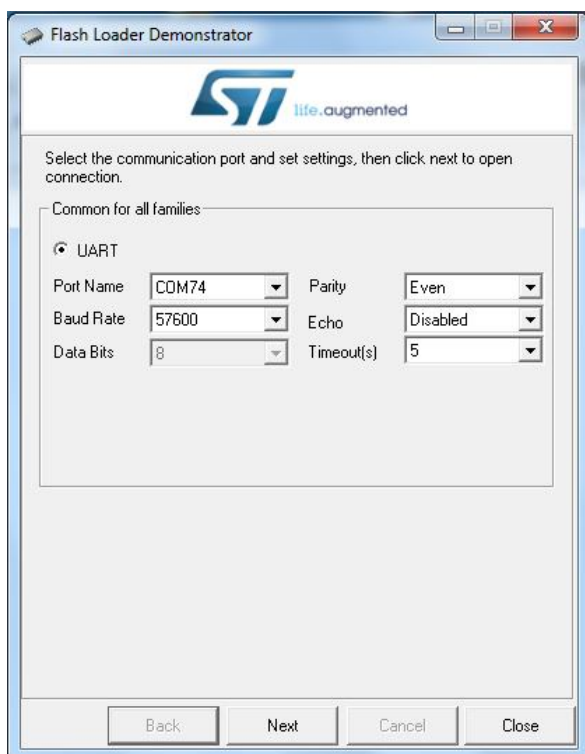 Flash Loader Demonstrator
ST
life.augmented
Select the communication port and set settings, then click next to open
connection.
Common for all families
UART
Port Name COM74 Parity Even
Baud Rate 57600 Echo Disabled
Data Bits 8 Timeout(s) 5
Back Next Cancel Close